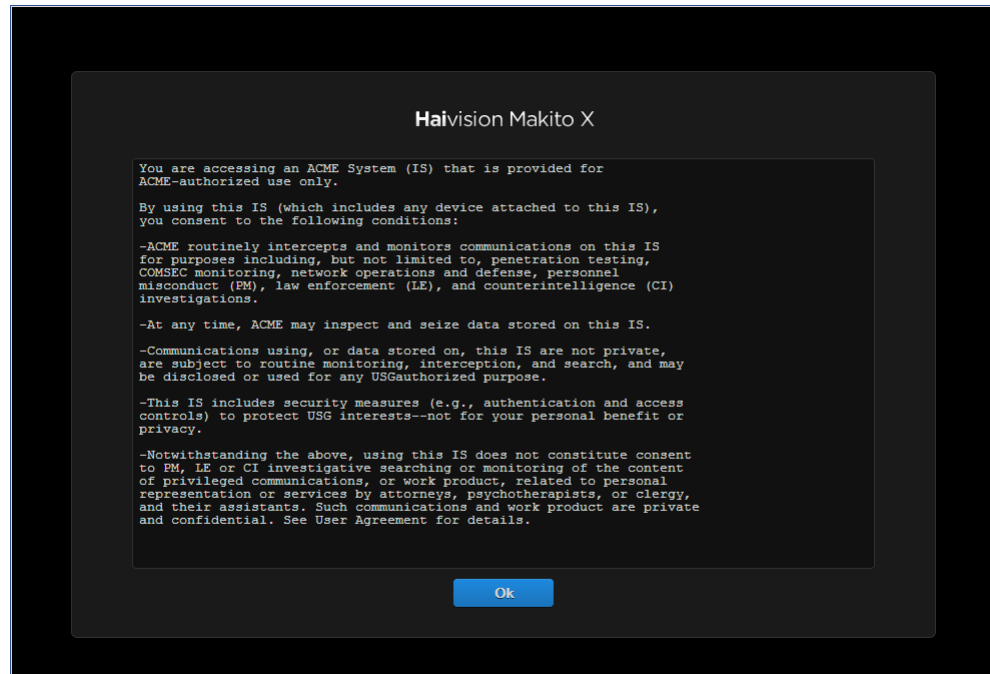 Haivision Makito X
You are accessing an ACME System (IS) that is provided for
ACME-authorized use only.
By using this IS (which includes any device attached to this IS),
you consent to the following conditions:
-ACME routinely intercepts and monitors communications on this IS
for purposes including, but not limited to, penetration testing,
COMSEC monitoring, network operations and defense, personnel
misconduct (PM), law enforcement (LE), and counterintelligence (CI)
investigations.
-At any time, ACME may inspect and seize data stored on this IS.
-Communications using, or data stored on, this IS are not private,
are subject to routine monitoring, interception, and search, and may
be disclosed or used for any USGauthorized purpose.
-This IS includes security measures (e.g., authentication and access
controls) to protect USG interests--not for your personal benefit or
privacy.
-Notwithstanding the above, using this IS does not constitute consent
to PM, LE or CI investigative searching or monitoring of the content
of privileged communications, or work product, related to personal
representation or services by attorneys, psychotherapists, or clergy,
and their assistants. Such communications and work product are private
and confidential. See User Agreement for details.
Ok